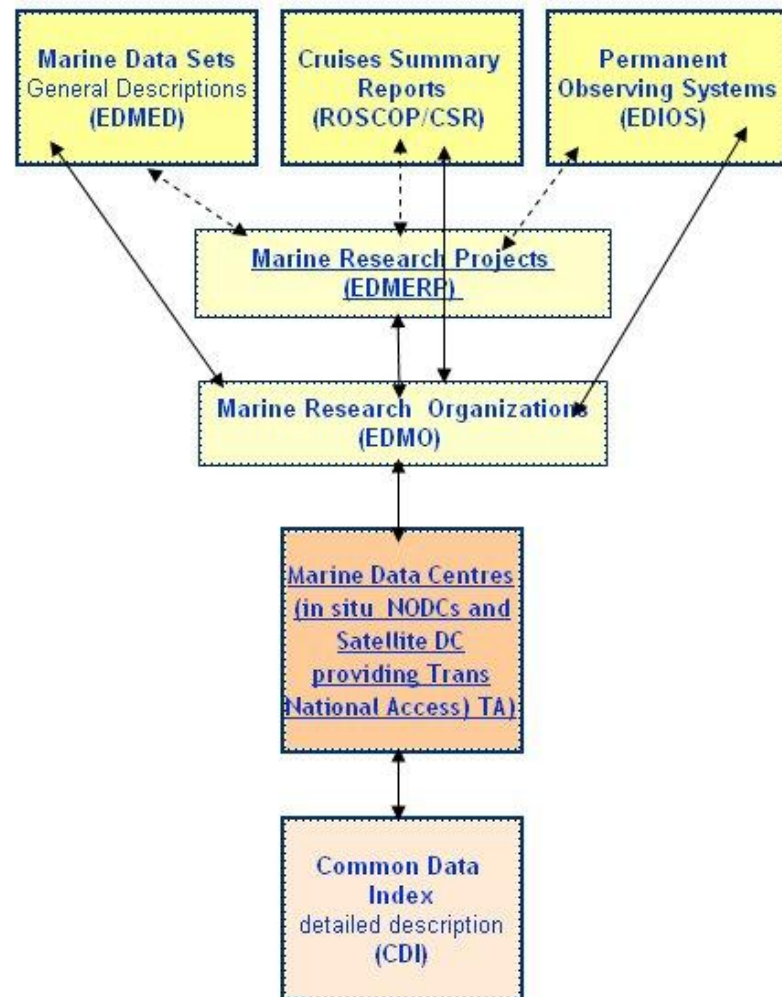 Marine Data Sets
General Descriptions
(EDMED)
Cruises Summary
Reports
(ROSCOP/CSR)
Permanent
Observing Systems
(EDIOS)
Marine Research Projects
(EDMERP)
Marine Research Organizations
(EDMO)
Marine Data Centres
(in situ NODCs and
Satellite DC
providing Trans
National Access) TA)
Common Data
Index
detailed description
(CDI)